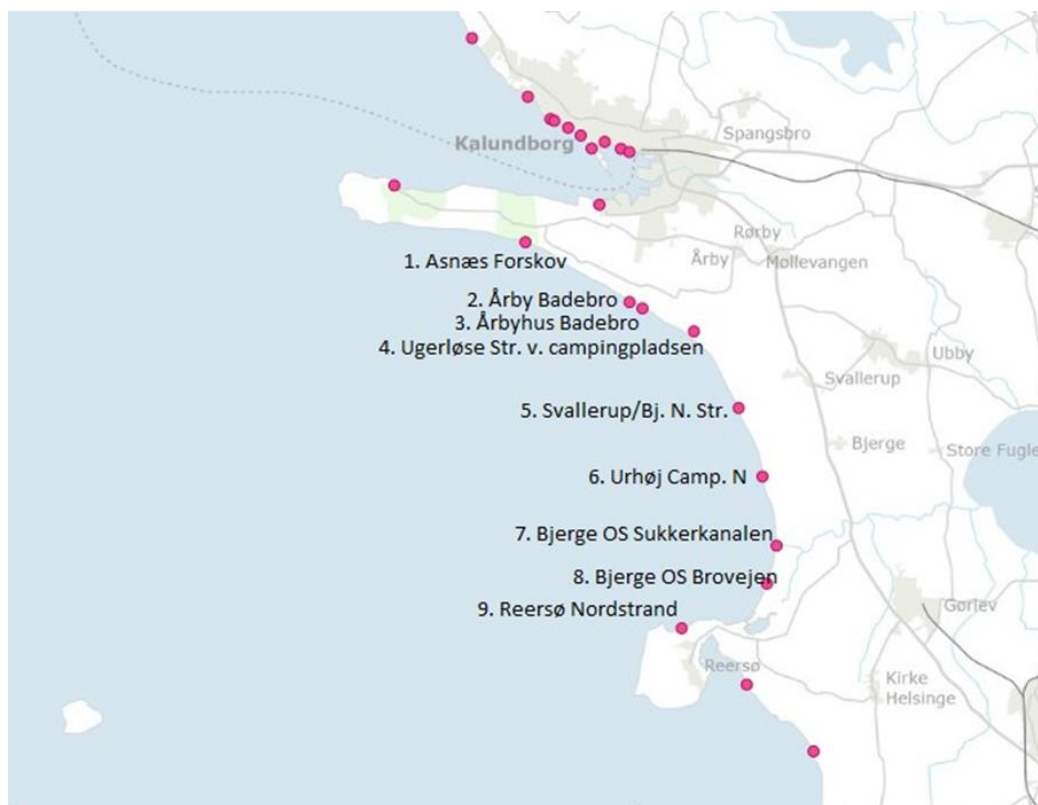 Spangsbro
Kalundborg
Rørby
Årby
Møllevangen
1. Asnæs Forskov
2. Årby Badebro
3. Årbyhus Badebro
4. Ugerløse Str. v. campingpladsen
Ubby
Svallerup
5. Svallerup/Bj. N. Str.
Bjerge
Store Fugle
6. Urhøj Camp. N
7. Bjerge OS Sukkerkanalen
8. Bjerge OS Brovejen
9. Reersø Nordstrand
Gørlev
Reersø
Kirke
Helsinge